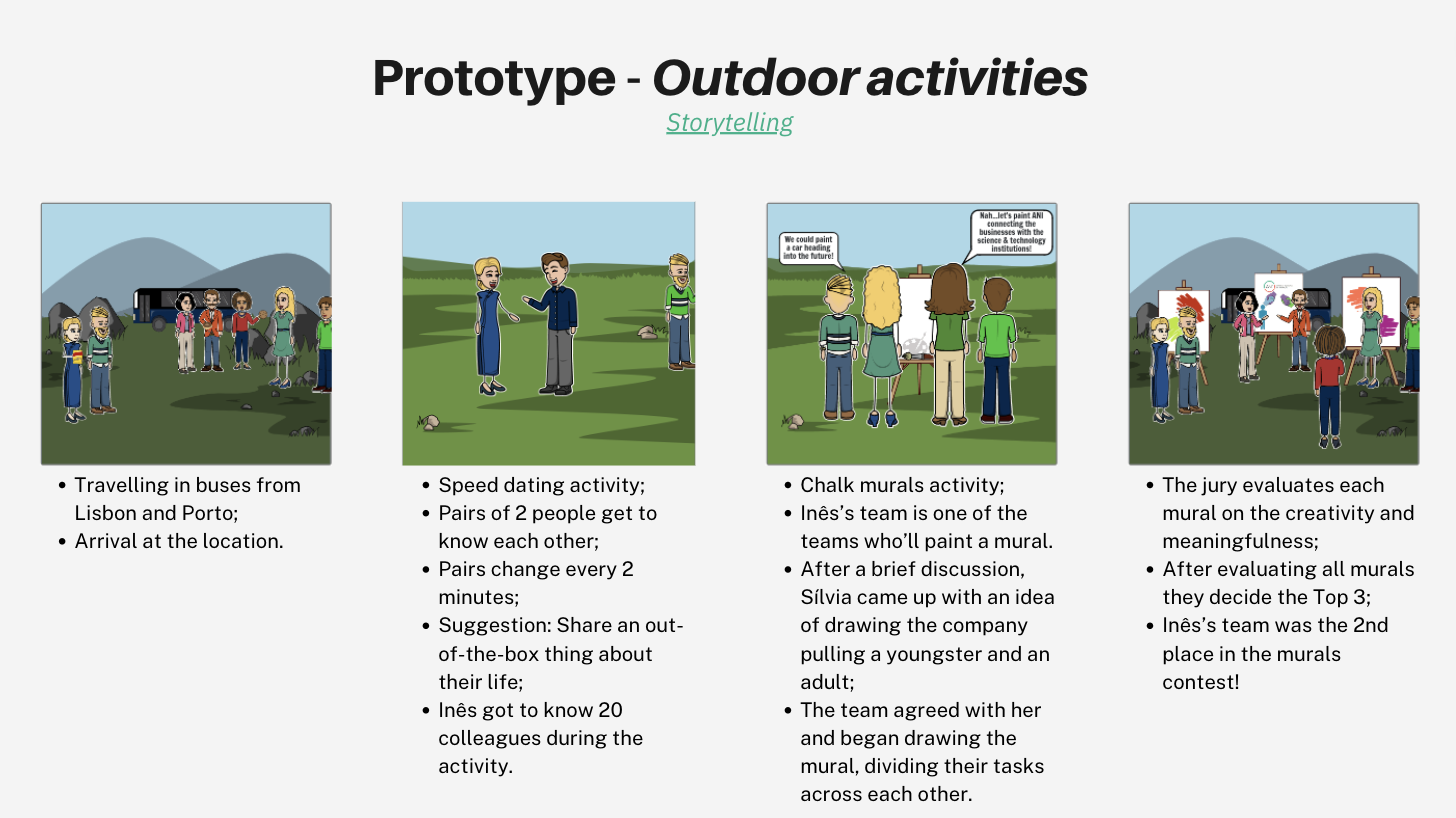 Prototype - Outdoor activities
Storytelling
• Travelling in buses from
Lisbon and Porto;
• Arrival at the location.
• Speed dating activity;
• Pairs of 2 people get to
know each other;
• Pairs change every 2
minutes;
• Suggestion: Share an out-
of-the-box thing about
their life;
• Inês got to know 20
colleagues during the
activity.
We could paint
a car heading
into the future!
Nah...let's paint ANI
connecting the
businesses with the
science & technology
institutions!
• Chalk murals activity;
• Inês’s team is one of the
teams who’ll paint a mural.
• After a brief discussion,
Sílvia came up with an idea
of drawing the company
pulling a youngster and an
adult;
• The team agreed with her
and began drawing the
mural, dividing their tasks
across each other.
• The jury evaluates each
mural on the creativity and
meaningfulness;
• After evaluating all murals
they decide the Top 3;
• Inês’s team was the 2nd
place in the murals
contest!